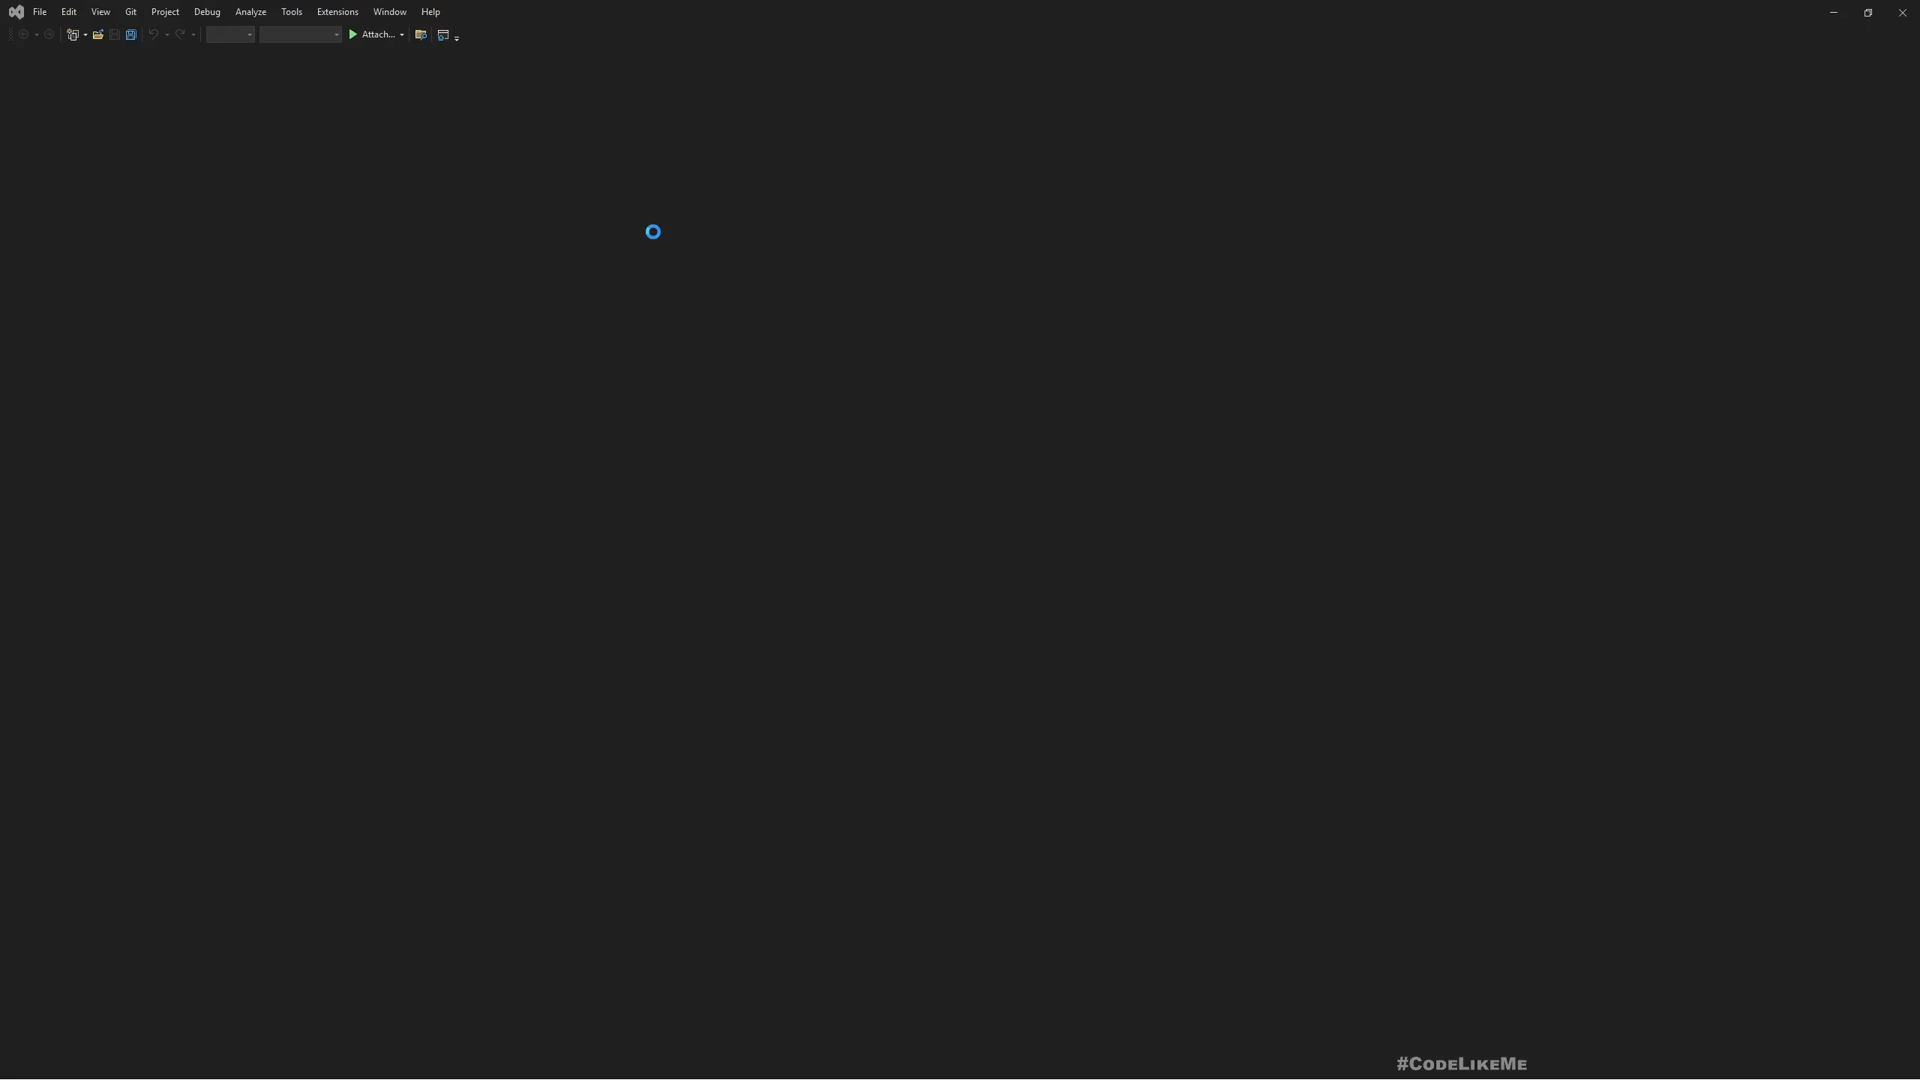 File Edit View Git Project Debug Analyze Tools Extensions Window Help
Attach...
#CodeLikeMe